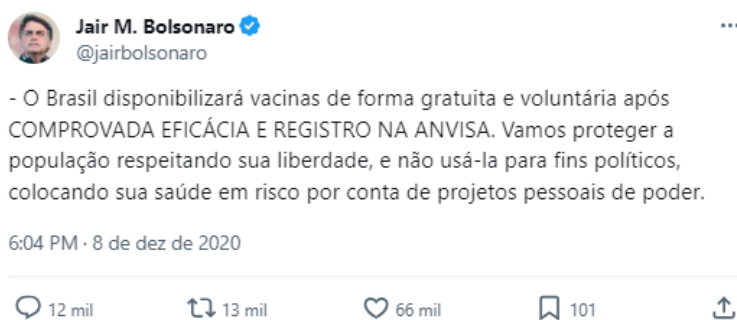 Jair M. Bolsonaro
@jairbolsonaro
- O Brasil disponibilizará vacinas de forma gratuita e voluntária após
COMPROVADA EFICÁCIA E REGISTRO NA ANVISA. Vamos proteger a
população respeitando sua liberdade, e não usá-la para fins políticos,
colocando sua saúde em risco por conta de projetos pessoais de poder.
6:04 PM · 8 de dez de 2020
12 mil 13 mil 66 mil 101